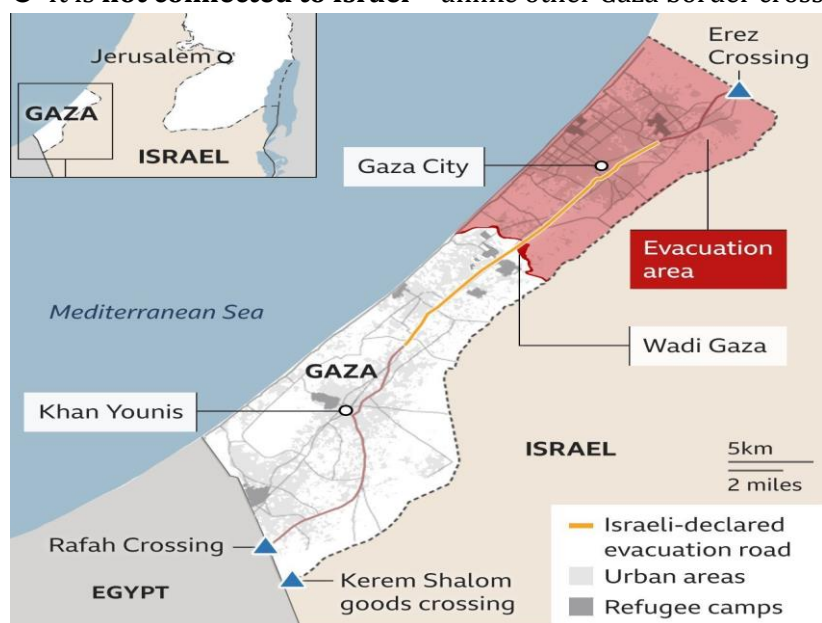 It is not connected to Israel – unlike other Gaza border cross
Jerusalem
GAZA
ISRAEL
Erez
Crossing
Gaza City
Evacuation
area
Mediterranean Sea
Wadi Gaza
GAZA
Khan Younis
ISRAEL
5km
2 miles
Rafah Crossing
EGYPT
Kerem Shalom
goods crossing
Israeli-declared
evacuation road
Urban areas
Refugee camps